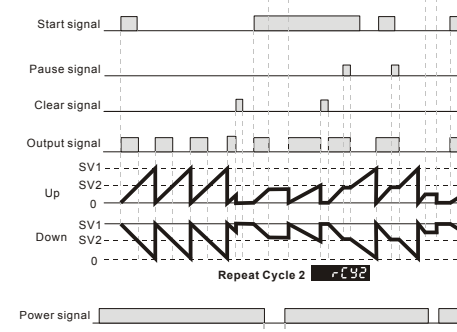 Start signal
Pause signal
Clear signal
Output signal
SV1
SV2
Up
0
SV1
Down
SV2
0
Repeat Cycle 2 rCY2
Power signal